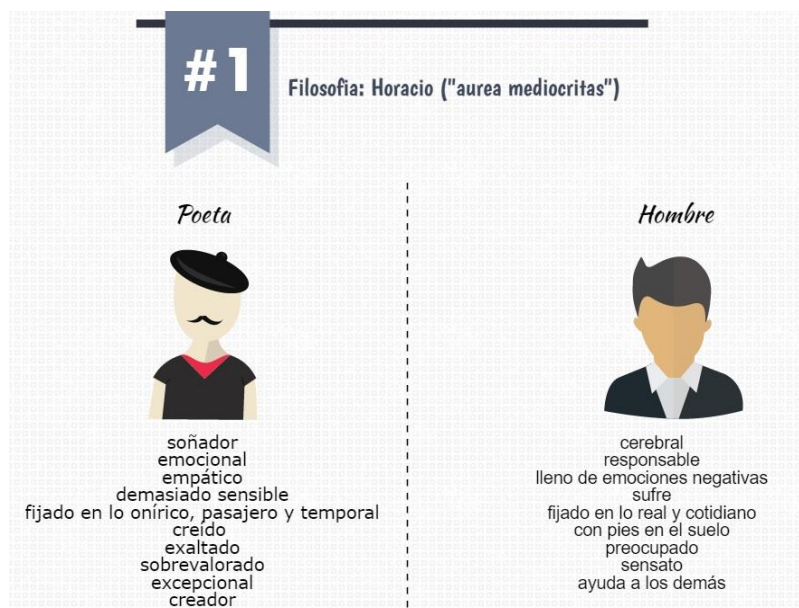 #1
Filosofia: Horacio ("aurea mediocritas")
Poeta
soñador
emocional
empático
demasiado sensible
fijado en lo onírico, pasajero y temporal
creído
exaltado
sobrevalorado
excepcional
creador
Hombre
cerebral
responsable
lleno de emociones negativas
sufre
fijado en lo real y cotidiano
con pies en el suelo
preocupado
sensato
ayuda a los demás